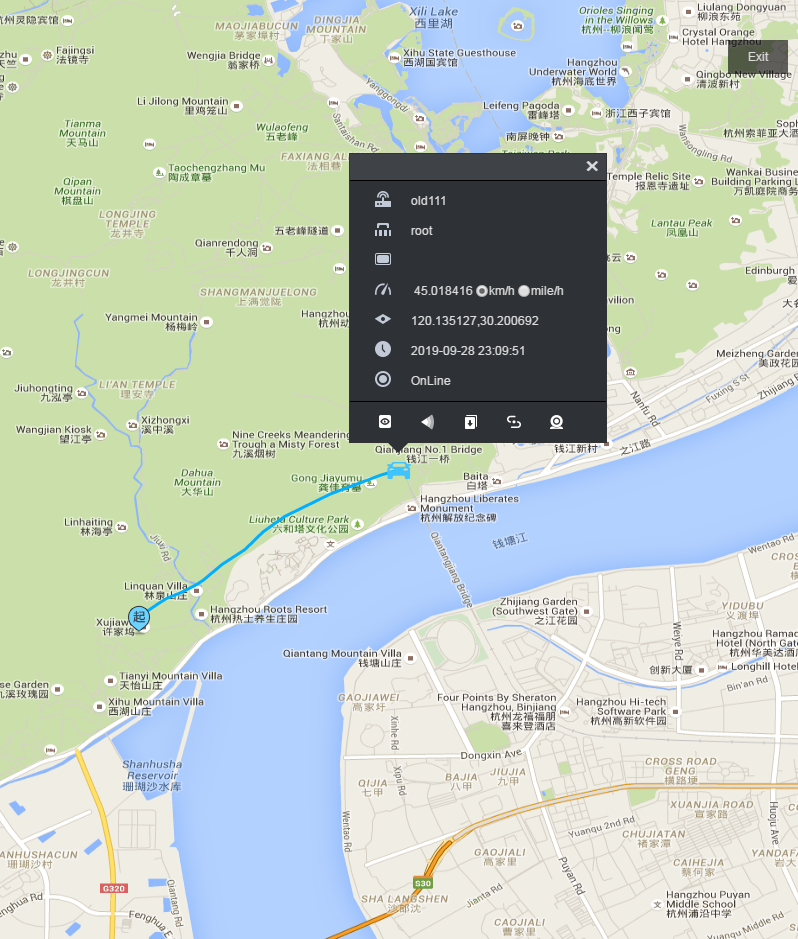 Xili Lake
西里湖
Orioles Singing
in the Willows
杭州--柳浪闻莺
Liulang Dongyuan
柳浪东苑
杭州灵隐宾馆
MAOJIABUCUN
茅家埠村
DINGJIA
MOUNTAIN
丁家山
Crystal Orange
Hotel Hangzhou
Fajingsi
法镜寺
Wengjia Bridge
翁家桥
Xihu State Guesthouse
西湖国宾馆
Exit
Hangzhou
Underwater World
杭州海底世界
Qingbo New Village
清波新村
Yanggongdi
Li Jilong Mountain
里鸡笼山
Leifeng Pagoda
雷峰塔
浙江西子宾馆
Santaishan Rd
Tianma
Mountain
天马山
Wulaofeng
五老峰
南屏晚钟
Wansongling Rd
杭州索菲亚大酒
Taochengzhang Mu
陶成章墓
FAXIANG
法相巷
Temple Relic Site
报恩寺遗址
Wankai Business
Building Parking L
万凯庭院商务
Qipan
Mountain
棋盘山
LONGJING
TEMPLE
龙井寺
old111
root
Lantau Peak
凤凰山
五老峰隧道
Qianrendong
千人洞
LONGJINGCUN
龙井村
SHANGMANJUELONG
上满觉陇
45.018416 km/h mile/h
120.135127,30.200692
2019-09-28 23:09:51
OnLine
Edinburgh
爱丁
Yangmei Mountain
杨梅岭
Hangzhou
杭州动
Meizheng Garden
美政花园
Fuxing S St
Zhijiang Rd
Nanfu Rd
LI'AN TEMPLE
理安寺
Jiuhongting
九泓亭
Xizhongxi
溪中溪
Wangjian Kiosk
望江亭
Nine Creeks Meandering
Trough a Misty Forest
九溪烟树
Qianjiang No.1 Bridge
钱江一桥
钱江新村
之江路
Dahua
Mountain
大华山
Gong Jiayumu
龚佳育墓
Baita
白塔
Hangzhou Liberates
Monument
杭州解放纪念碑
Linhaiting
林海亭
Liuheta Culture Park
六和塔文化公园
Jiuxi Rd
钱塘江
Qiantangjiang Bridge
Wentao Rd
Linquan Villa
林泉山庄
起
Xujiawu
许家坞
Hangzhou Roots Resort
杭州热土养生庄园
Zhijiang Garden
(Southwest Gate)
之江花园
YIDUBU
义渡埠
Weiye Rd
Qiantang Mountain Villa
钱塘山庄
Hangzhou Ramad
Hotel (North Gate
杭州华美达酒店
创新大厦
Longhill Hotel
Bin'an Rd
Tianyi Mountain Villa
天怡山庄
se Garden
九溪玫瑰园
Xihu Mountain Villa
西湖山庄
GAOJIAWEI
高家圩
Four Points By Sheraton
Hangzhou, Binjiang
杭州龙福福朋
喜来登酒店
Hangzhou Hi-tech
Software Park
杭州高新软件园
Xinhe Rd
Dongxin Ave
Shanhusha
Reservoir
珊瑚沙水库
Xipu Rd
QIJIA
七甲
BAJIA
八甲
JIUJIA
九甲
CROSS ROAD
GENG
横路埂
XUANJIA ROAD
宣家路
Huoju Ave
Wentao Rd
Yuanqu 2nd Rd
CHUJIATAN
褚家潭
ANHUSHACUN
珊瑚沙村
GAOJIALI
高家里
CAIHEJIA
蔡何家
YANDAFA
Puyan Rd
G320
S30
Jianta Rd
SHA LANGSHEN
沙郎沈
Hangzhou Puyan
Middle School
杭州浦沿中学
Qiantang Rd
Fenghua Rd
CAOJIALI
曹家里
Yuanqu Middle Rd